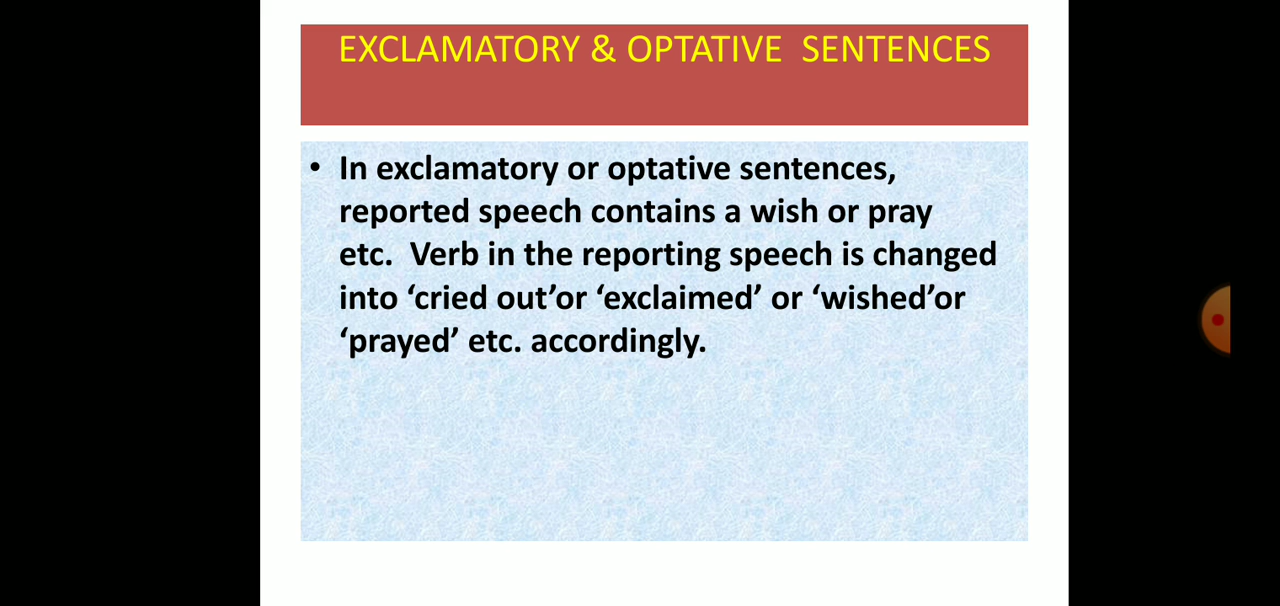 EXCLAMATORY & OPTATIVE  SENTENCES
• In exclamatory or optative sentences,
reported speech contains a wish or pray
etc.  Verb in the reporting speech is changed
into ‘cried out’or ‘exclaimed’ or ‘wished’or
‘prayed’ etc. accordingly.